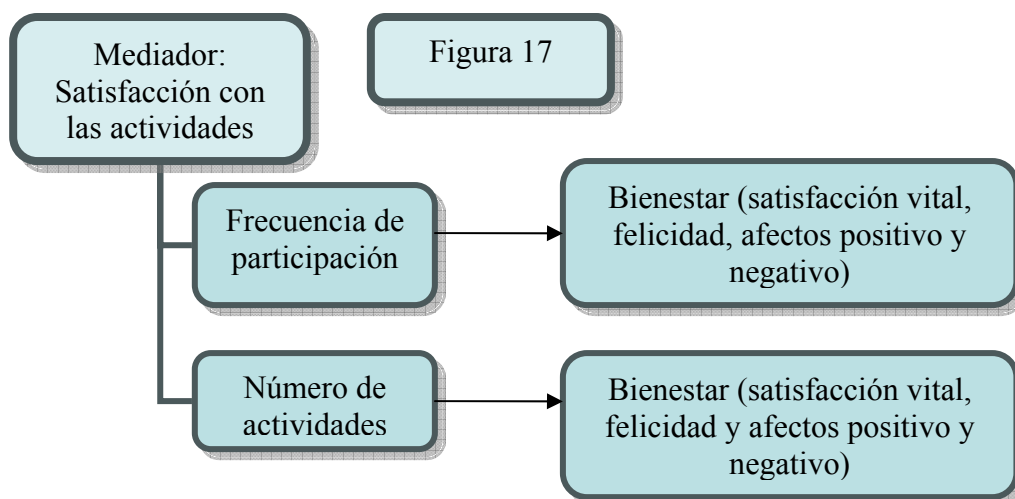 Mediador:
Satisfacción con
las actividades
Figura 17
Frecuencia de
participación
Bienestar (satisfacción vital,
felicidad, afectos positivo y
negativo)
Número de
actividades
Bienestar (satisfacción vital,
felicidad y afectos positivo y
negativo)